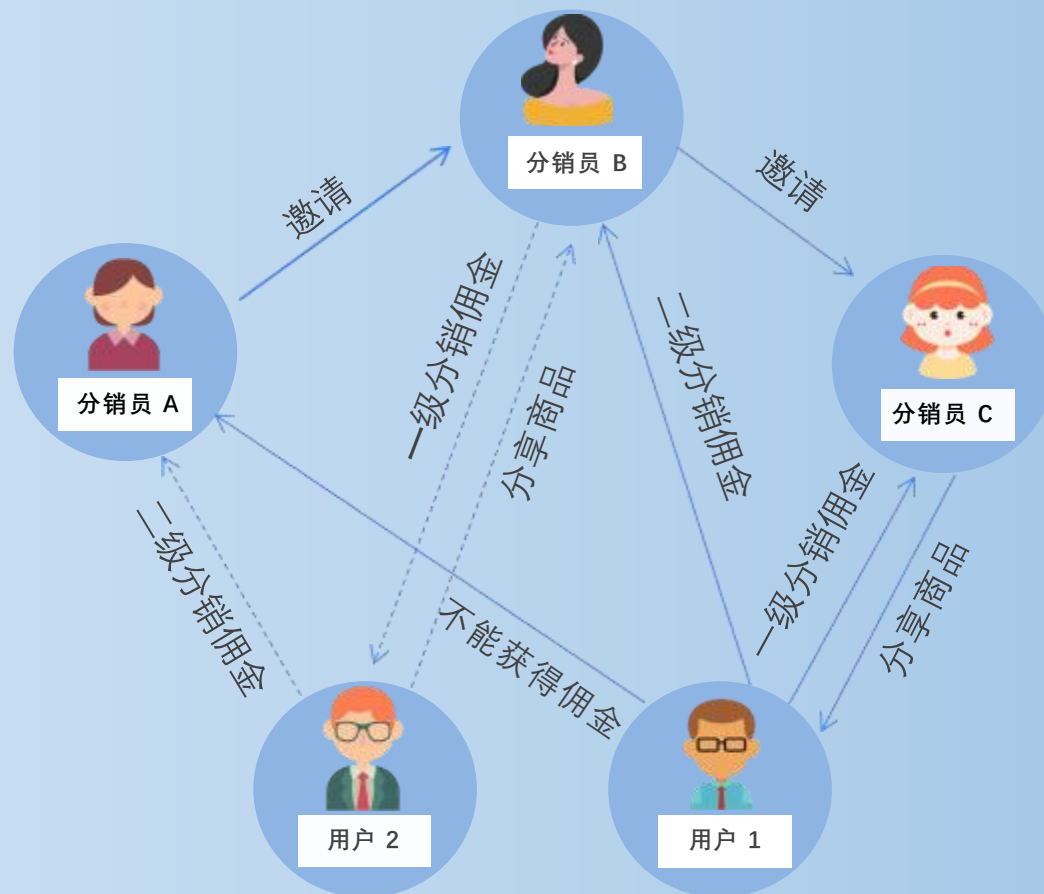 分销员 B
邀请
邀请
分销员 A
分销员 C
一级分销佣金
分享商品
二级分销佣金
二级分销佣金
不能获得佣金
一级分销佣金
分享商品
用户 2
用户 1